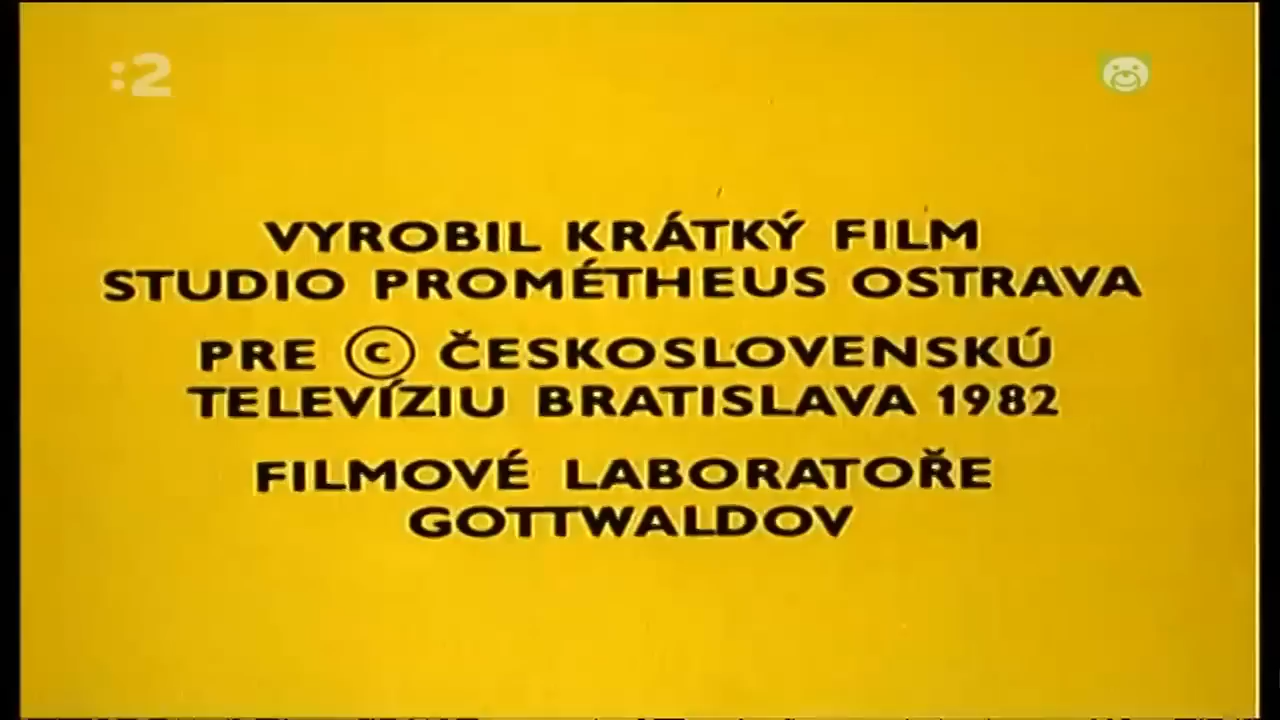 :2
VYROBIL KRÁTKÝ FILM
STUDIO PROMÉTHEUS OSTRAVA
PRE © ČESKOSLOVENSKÚ
TELEVÍZIU BRATISLAVA 1982
FILMOVÉ LABORATOŘE
GOTTWALDOV